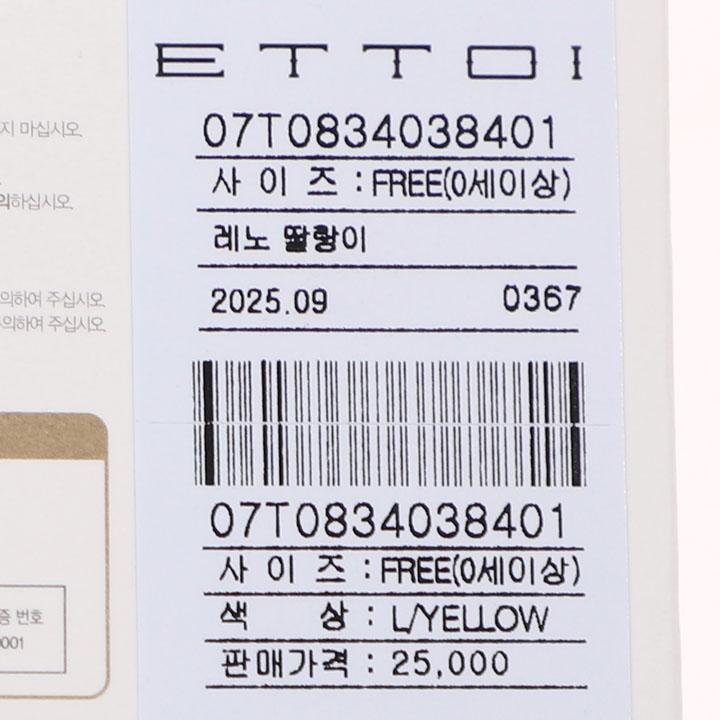 ETTOI
07T0834038401
사 이 즈 : FREE(0세이상)
레노 딸랑이
2025.09 0367
07T0834038401
사 이 즈 : FREE(0세이상)
색 상 : L/YELLOW
판매가격 : 25,000
지 마십시오.
의하십시오.
의하여 주십시오.
의하여 주십시오.
증 번호
0001